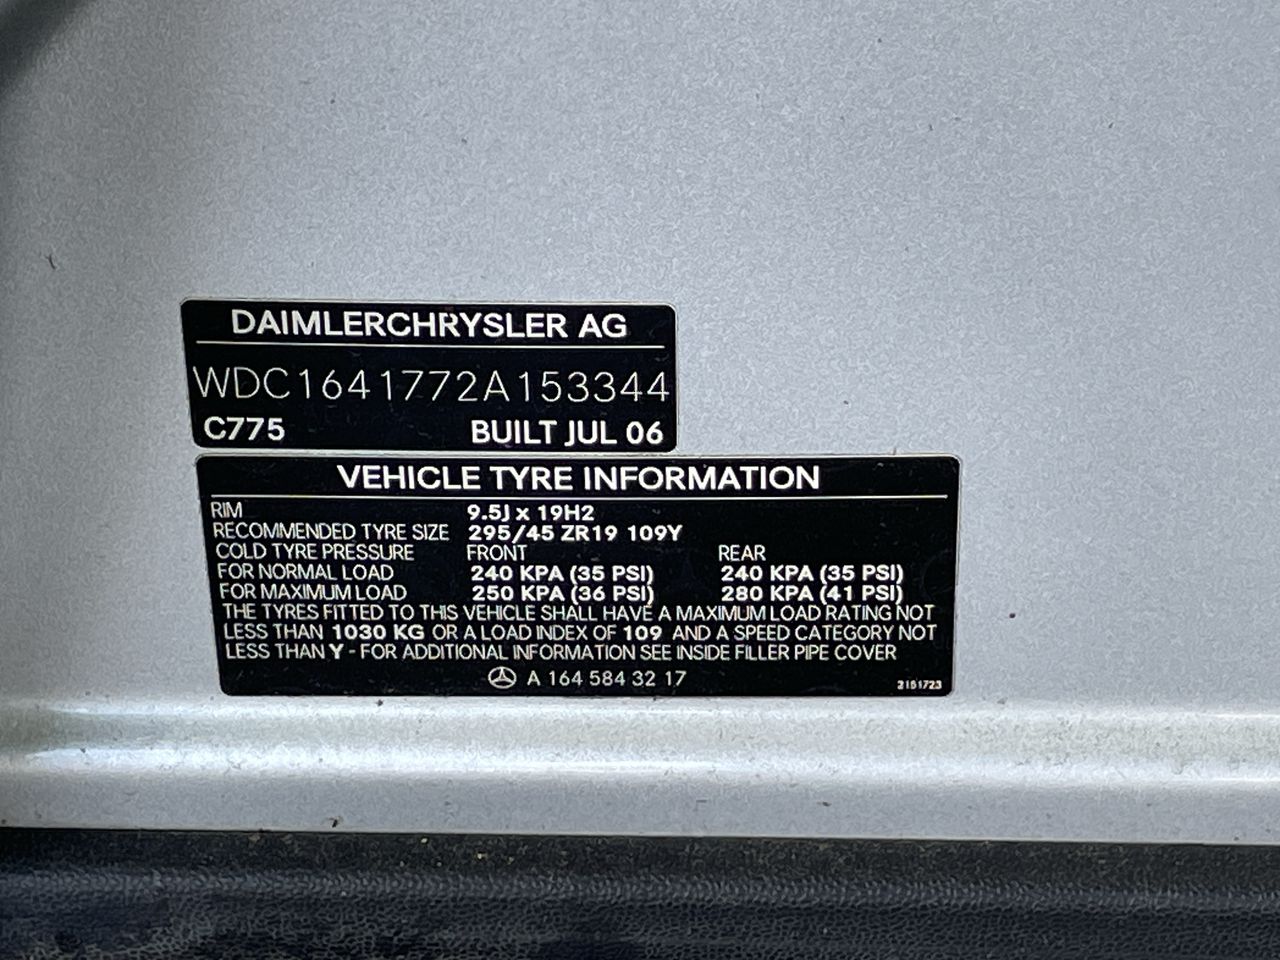 DAIMLERCHRYSLER AG
WDC1641772A153344
C775 BUILT JUL 06
VEHICLE TYRE INFORMATION
RIM 9.5J x 19H2
RECOMMENDED TYRE SIZE 295/45 ZR19 109Y
COLD TYRE PRESSURE FRONT REAR
FOR NORMAL LOAD 240 KPA (35 PSI) 240 KPA (35 PSI)
FOR MAXIMUM LOAD 250 KPA (36 PSI) 280 KPA (41 PSI)
THE TYRES FITTED TO THIS VEHICLE SHALL HAVE A MAXIMUM LOAD RATING NOT
LESS THAN 1030 KG OR A LOAD INDEX OF 109 AND A SPEED CATEGORY NOT
LESS THAN Y - FOR ADDITIONAL INFORMATION SEE INSIDE FILLER PIPE COVER
A 164 584 32 17
2151723